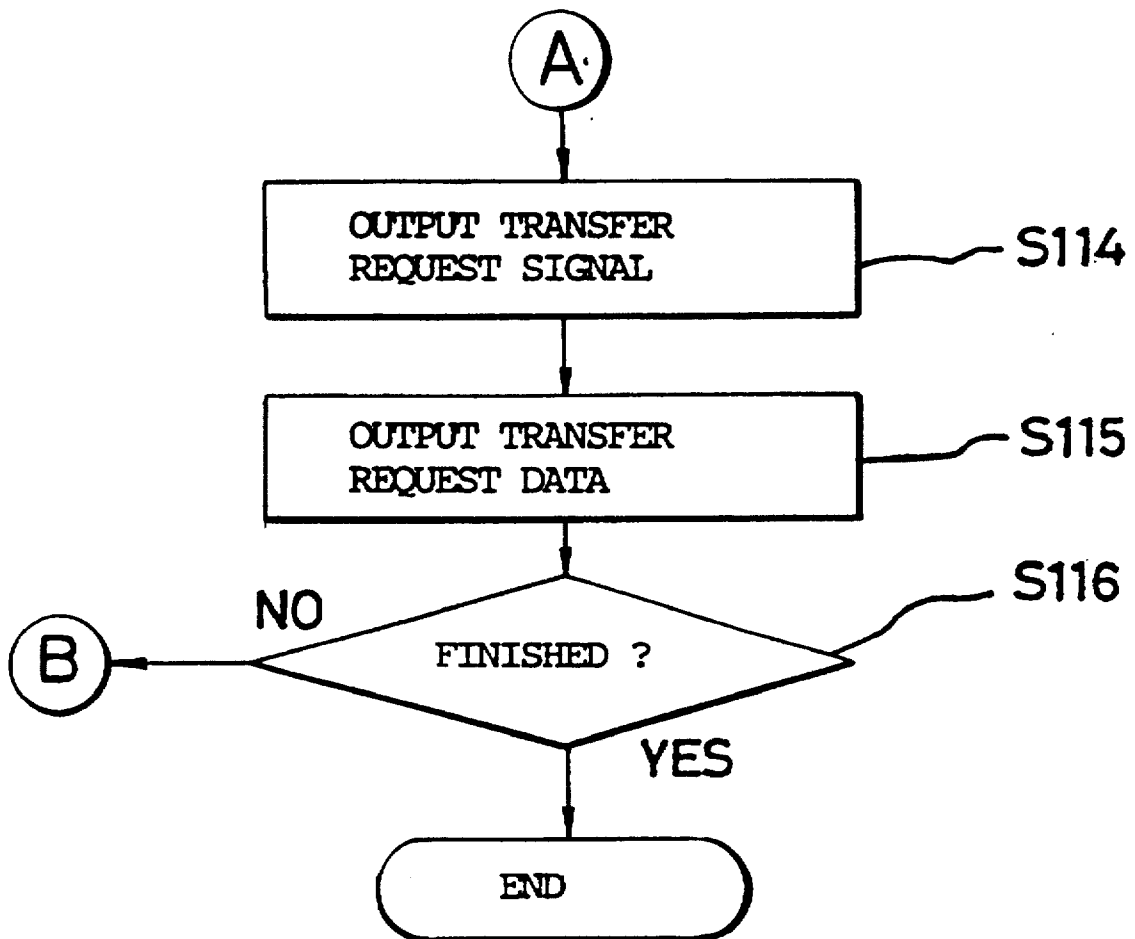 A
OUTPUT TRANSFER
REQUEST SIGNAL
S114
OUTPUT TRANSFER
REQUEST DATA
S115
S116
NO
B
FINISHED ?
YES
END